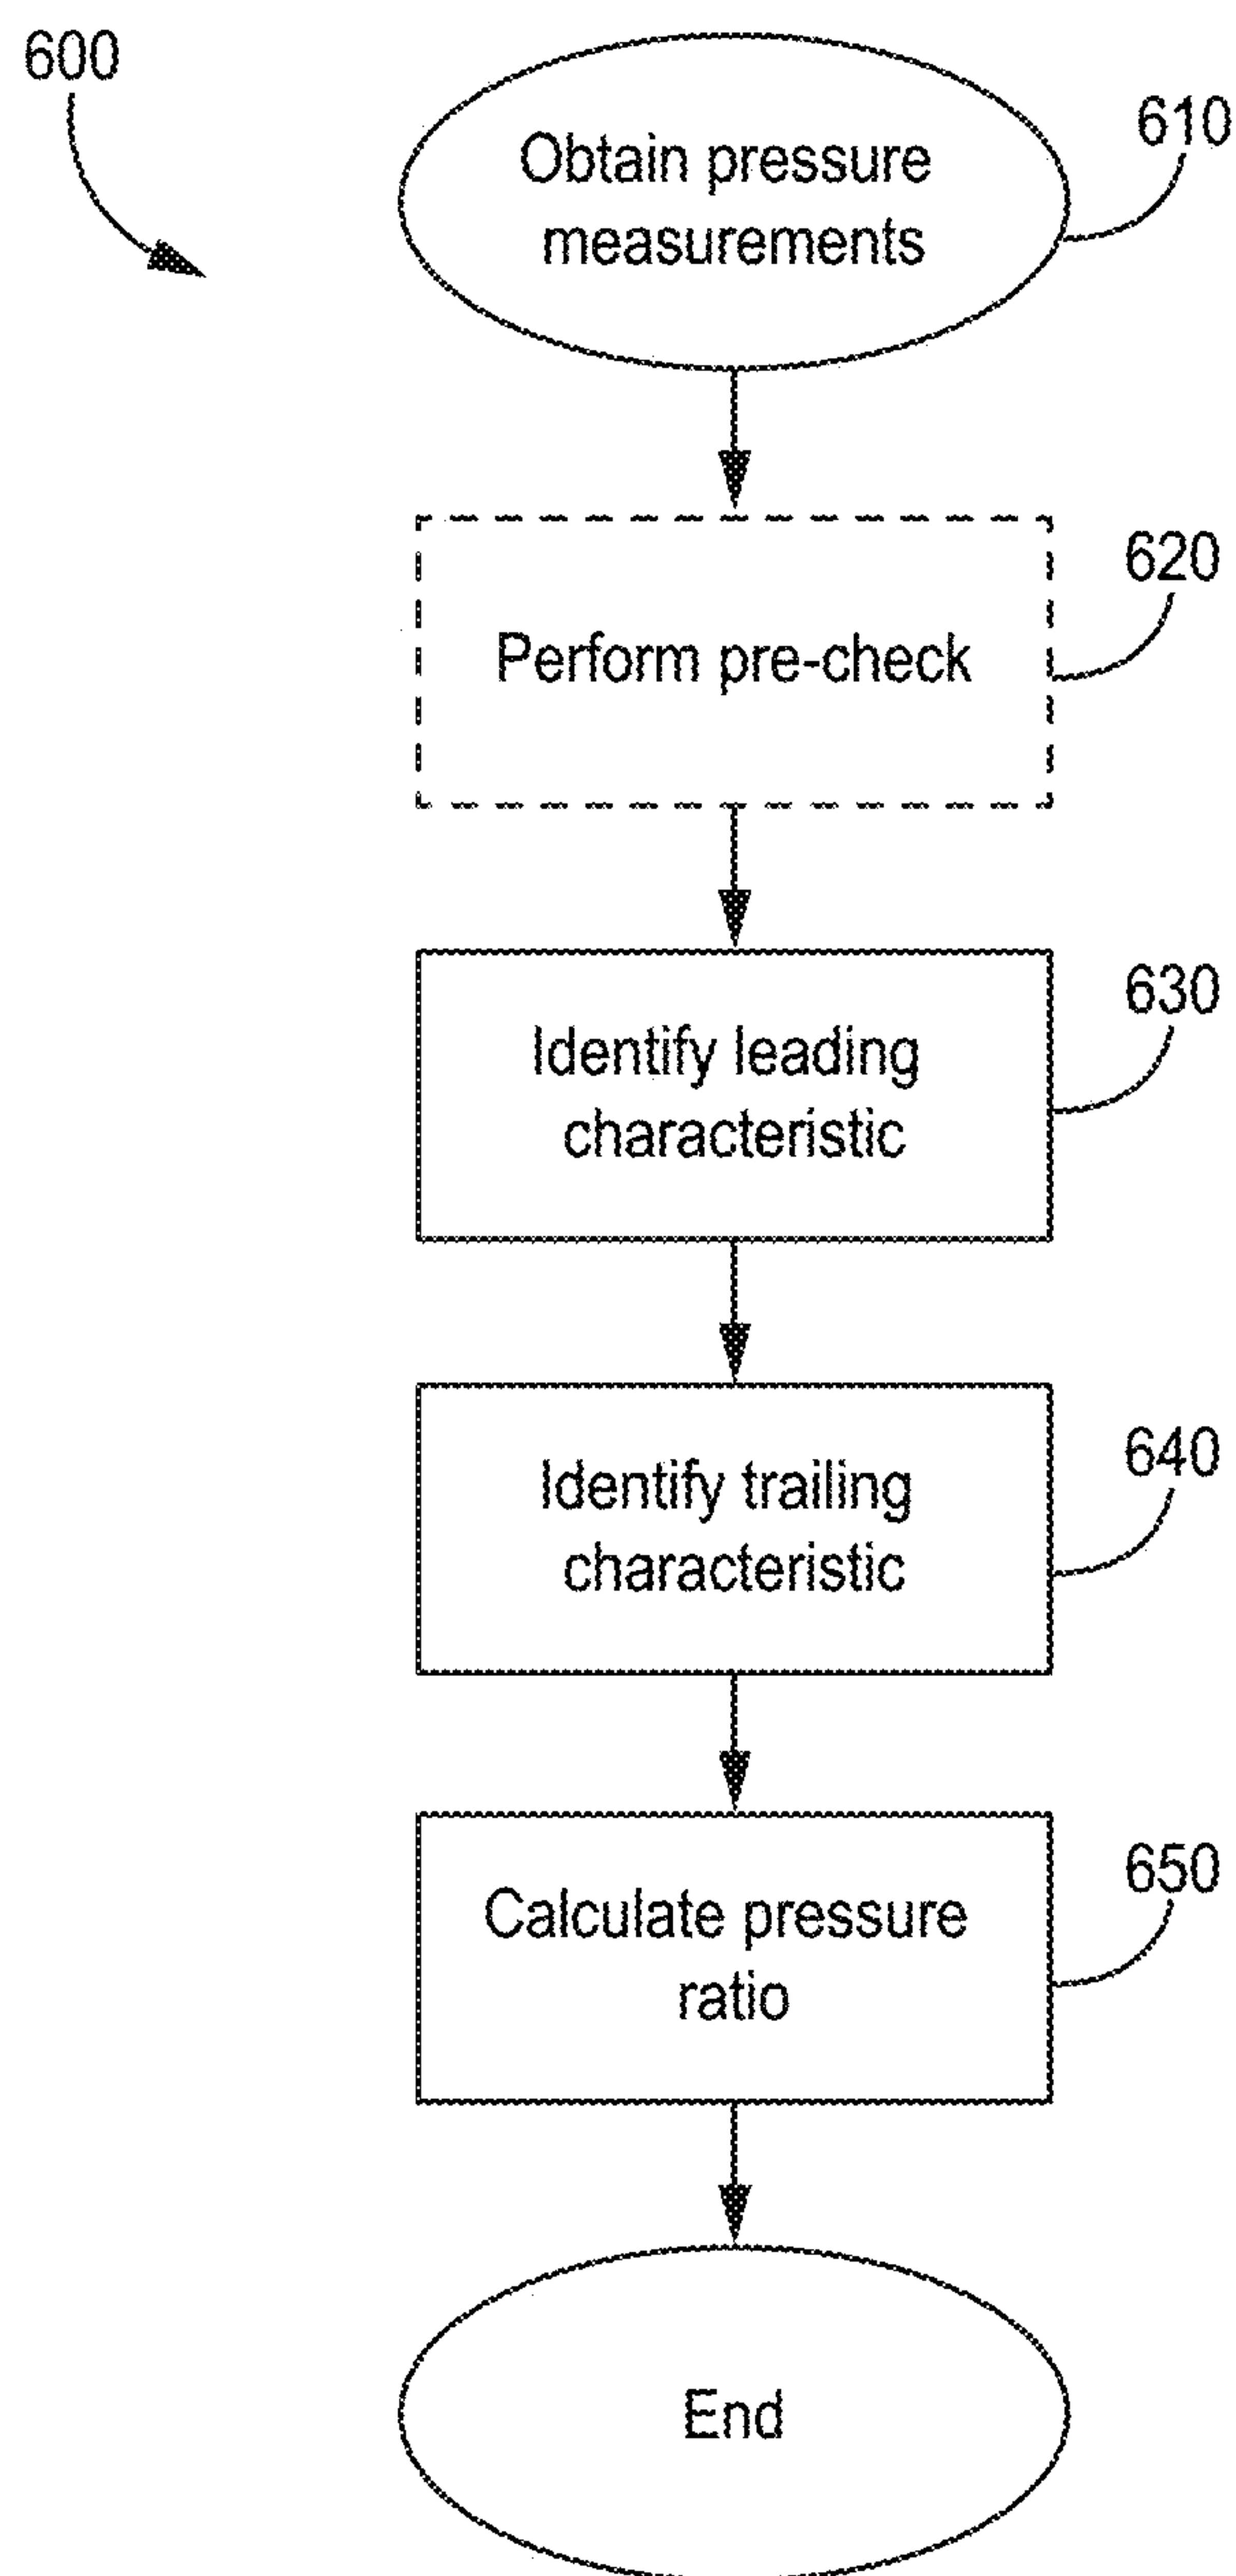 600
Obtain pressure
measurements
610
Perform pre-check
620
Identify leading
characteristic
630
Identify trailing
characteristic
640
Calculate pressure
ratio
650
End